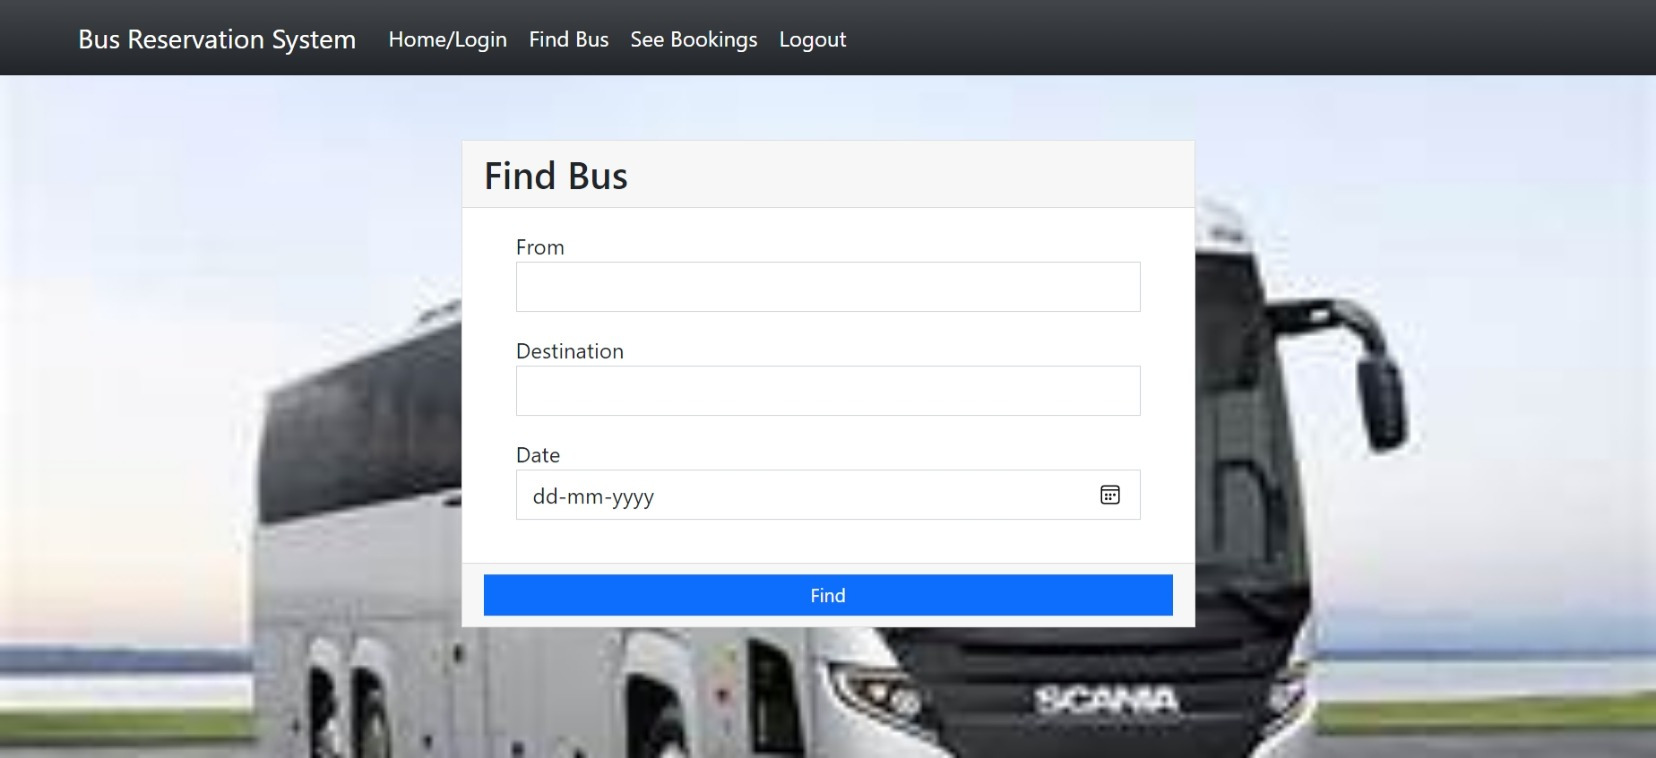 Bus Reservation System Home/Login Find Bus See Bookings Logout
Find Bus
From
Destination
Date
dd-mm-yyyy
Find
SCANIA